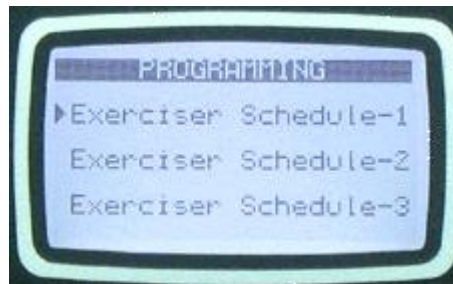 PROGRAMMING
▶Exerciser Schedule-1
Exerciser Schedule-2
Exerciser Schedule-3